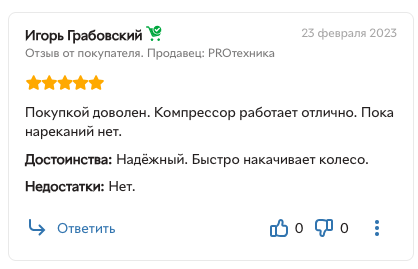 Игорь Грабовский
23 февраля 2023
Отзыв от покупателя. Продавец: PROтехника
Покупкой доволен. Компрессор работает отлично. Пока
нареканий нет.
Достоинства: Надёжный. Быстро накачивает колесо.
Недостатки: Нет.
Ответить
0
0